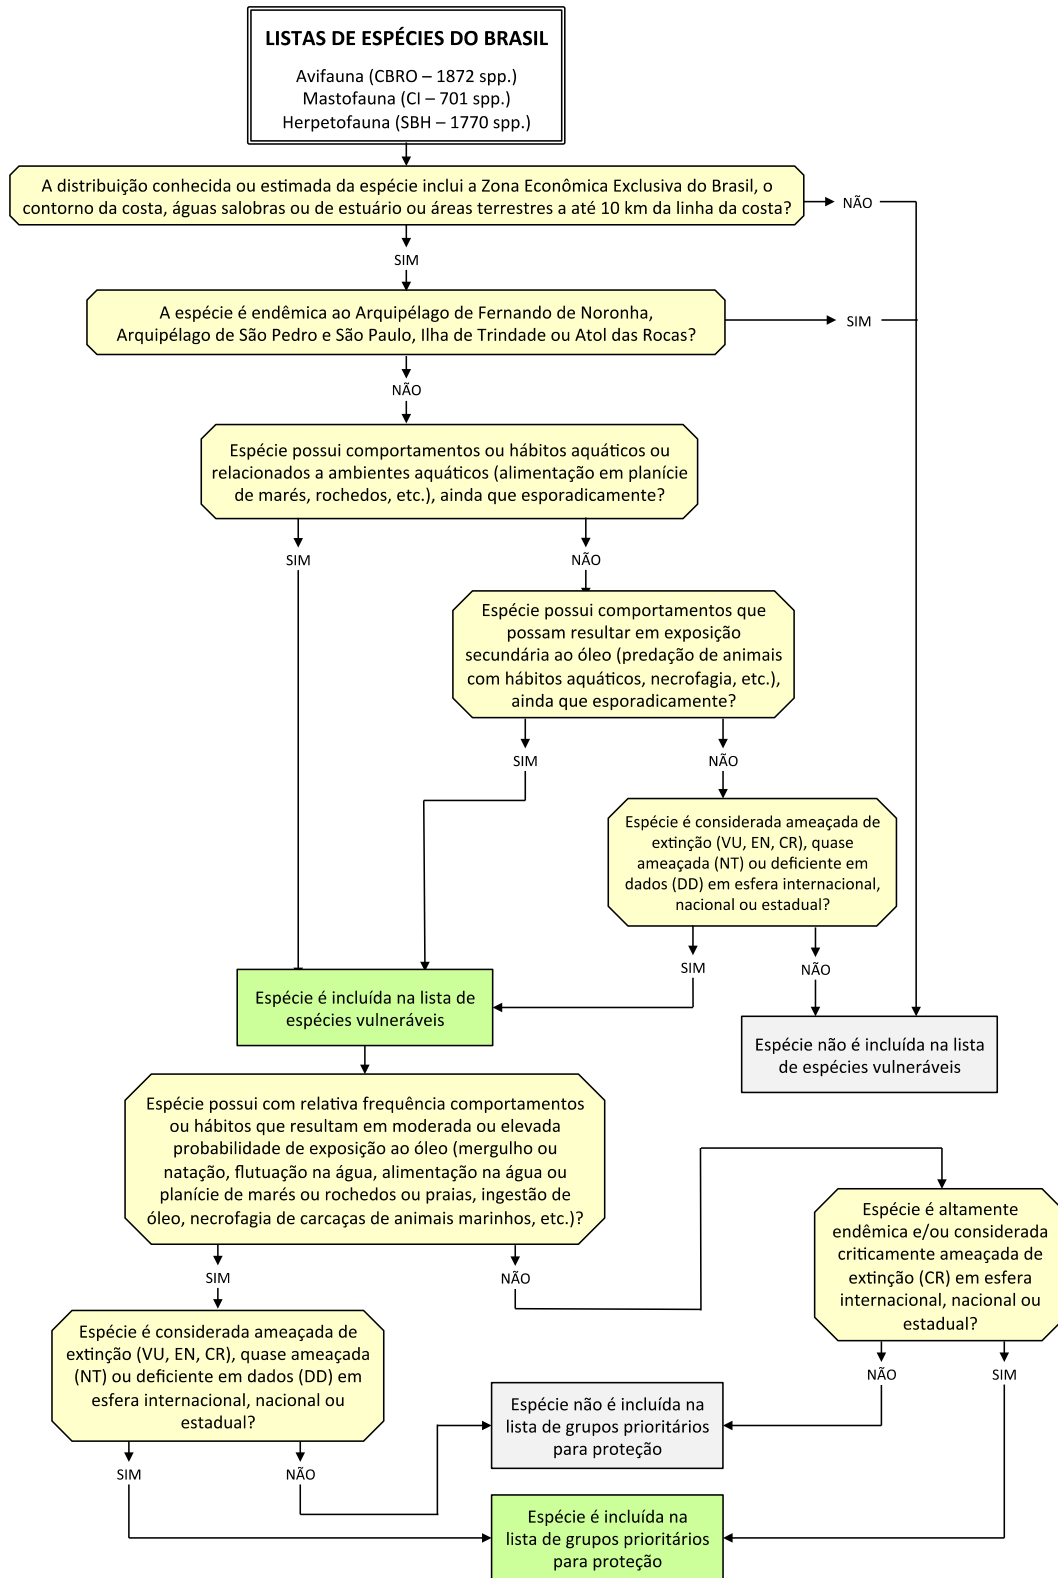 LISTAS DE ESPÉCIES DO BRASIL
Avifauna (CBRO – 1872 spp.)
Mastofauna (CI – 701 spp.)
Herpetofauna (SBH – 1770 spp.)
A distribuição conhecida ou estimada da espécie inclui a Zona Econômica Exclusiva do Brasil, o
contorno da costa, águas salobras ou de estuário ou áreas terrestres a até 10 km da linha da costa?
NÃO
SIM
A espécie é endêmica ao Arquipélago de Fernando de Noronha,
Arquipélago de São Pedro e São Paulo, Ilha de Trindade ou Atol das Rocas?
SIM
NÃO
Espécie possui comportamentos ou hábitos aquáticos ou
relacionados a ambientes aquáticos (alimentação em planície
de marés, rochedos, etc.), ainda que esporadicamente?
SIM
NÃO
Espécie possui comportamentos que
possam resultar em exposição
secundária ao óleo (predação de animais
com hábitos aquáticos, necrofagia, etc.),
ainda que esporadicamente?
SIM
NÃO
Espécie é considerada ameaçada de
extinção (VU, EN, CR), quase
ameaçada (NT) ou deficiente em
dados (DD) em esfera internacional,
nacional ou estadual?
SIM
NÃO
Espécie é incluída na lista de
espécies vulneráveis
Espécie não é incluída na lista
de espécies vulneráveis
Espécie possui com relativa frequência comportamentos
ou hábitos que resultam em moderada ou elevada
probabilidade de exposição ao óleo (mergulho ou
natação, flutuação na água, alimentação na água ou
planície de marés ou rochedos ou praias, ingestão de
óleo, necrofagia de carcaças de animais marinhos, etc.)?
SIM
NÃO
Espécie é altamente
endêmica e/ou considerada
criticamente ameaçada de
extinção (CR) em esfera
internacional, nacional ou
estadual?
NÃO
SIM
Espécie é considerada ameaçada de
extinção (VU, EN, CR), quase ameaçada
(NT) ou deficiente em dados (DD) em
esfera internacional, nacional ou
estadual?
SIM
NÃO
Espécie não é incluída na
lista de grupos prioritários
para proteção
Espécie é incluída na
lista de grupos prioritários
para proteção